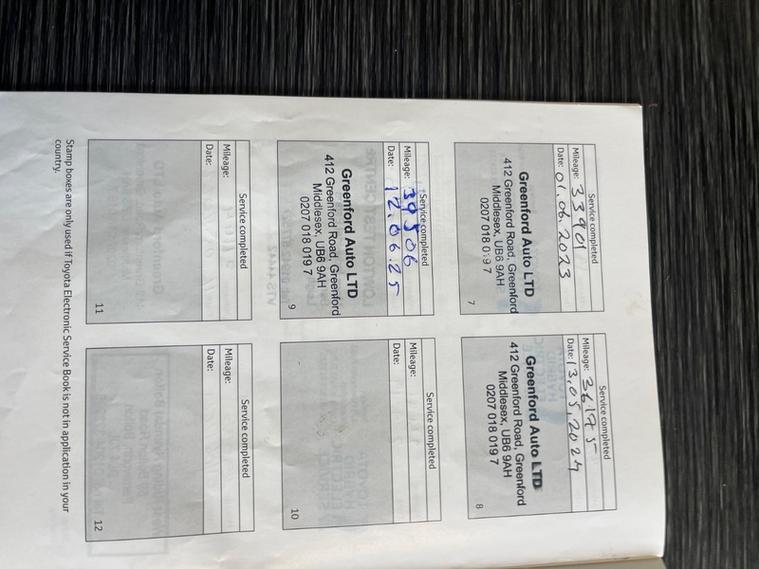 Service completed
Mileage: 33901
Date: 01.06.2023
Greenford Auto LTD
412 Greenford Road, Greenford
Middlesex, UB6 9AH
0207 018 019 7
7
Service completed
Mileage: 36195
Date: 13.05.2024
Greenford Auto LTD
412 Greenford Road, Greenford
Middlesex, UB6 9AH
0207 018 019 7
8
Service completed
Mileage: 39506
Date: 12.06.25
Greenford Auto LTD
412 Greenford Road, Greenford
Middlesex, UB6 9AH
0207 018 019 7
9
Service completed
Mileage:
Date:
10
Service completed
Mileage:
Date:
11
Service completed
Mileage:
Date:
12
Stamp boxes are only used if Toyota Electronic Service Book is not in application in your
country.